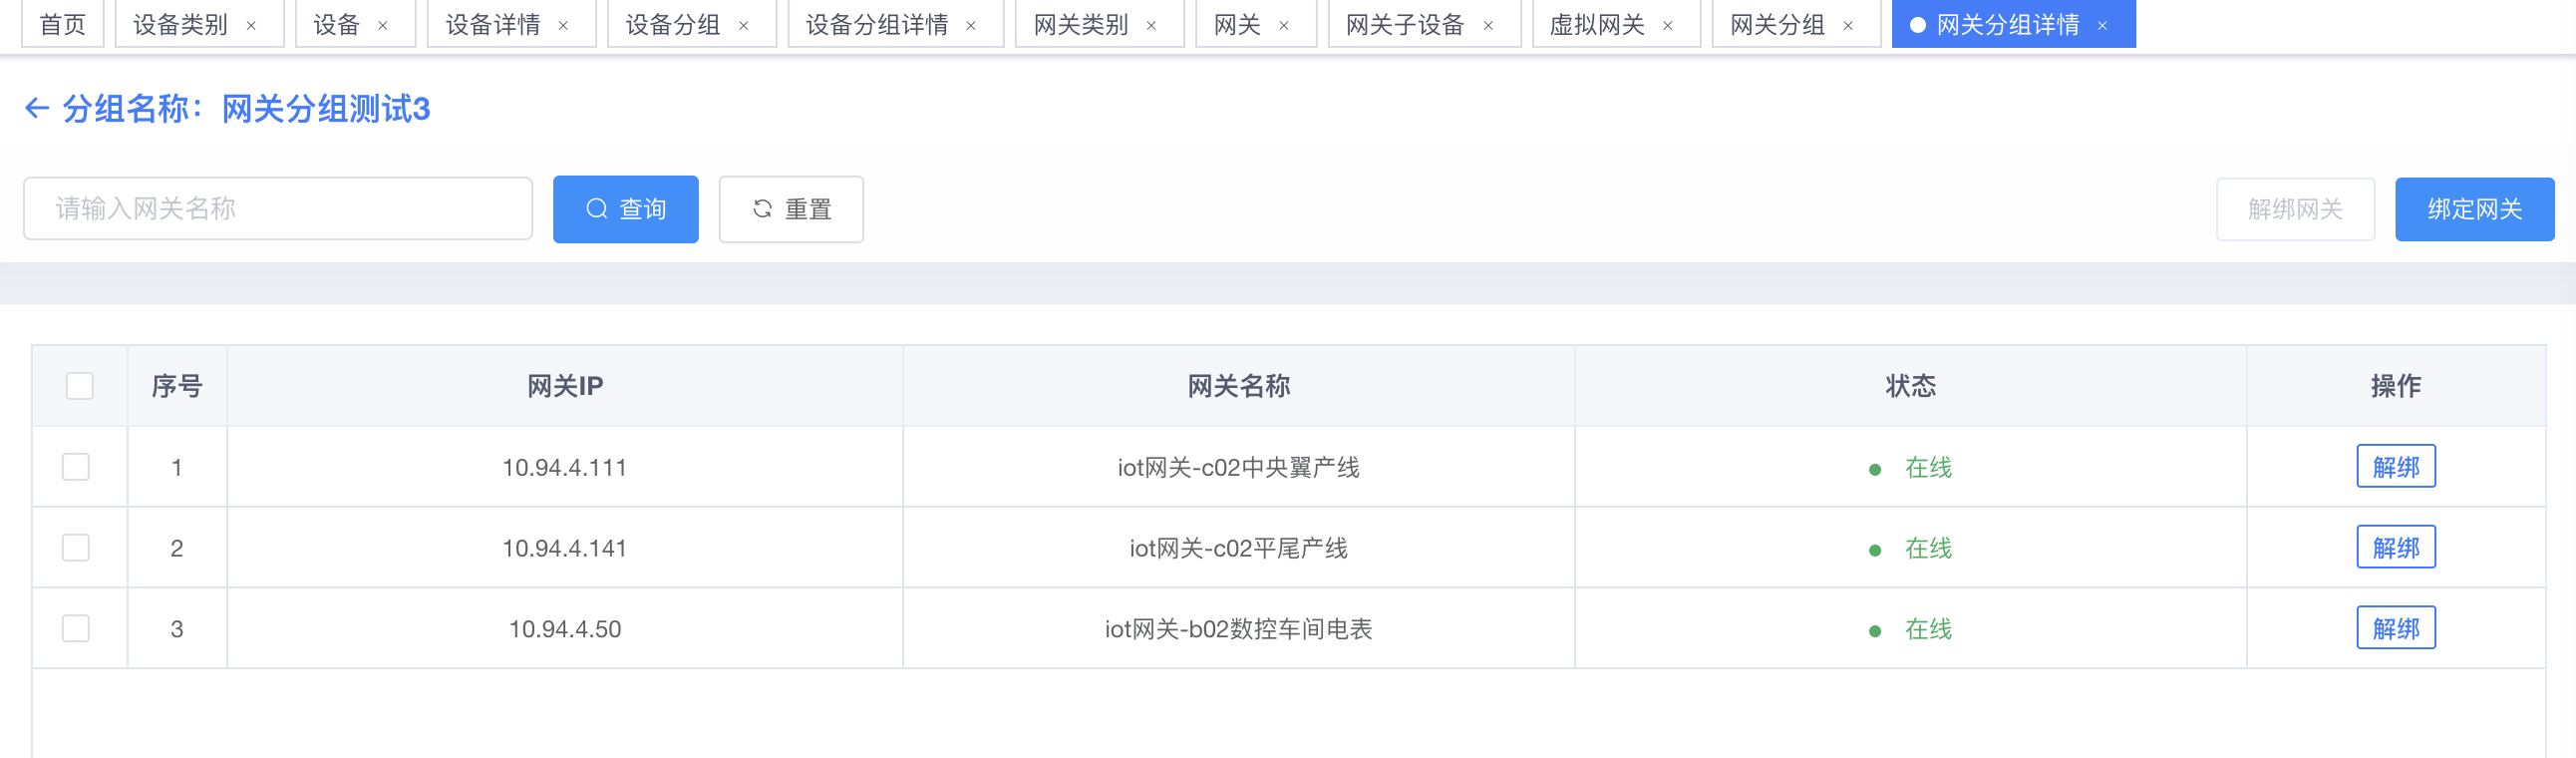 首页 设备类别 × 设备 × 设备详情 × 设备分组 × 设备分组详情 × 网关类别 × 网关 × 网关子设备 × 虚拟网关 × 网关分组 × 网关分组详情 ×
分组名称：网关分组测试3
请输入网关名称 查询 重置 解绑网关 绑定网关
序号 网关IP 网关名称 状态 操作
1 10.94.4.111 iot网关-c02中央翼产线 在线 解绑
2 10.94.4.141 iot网关-c02平尾产线 在线 解绑
3 10.94.4.50 iot网关-b02数控车间电表 在线 解绑